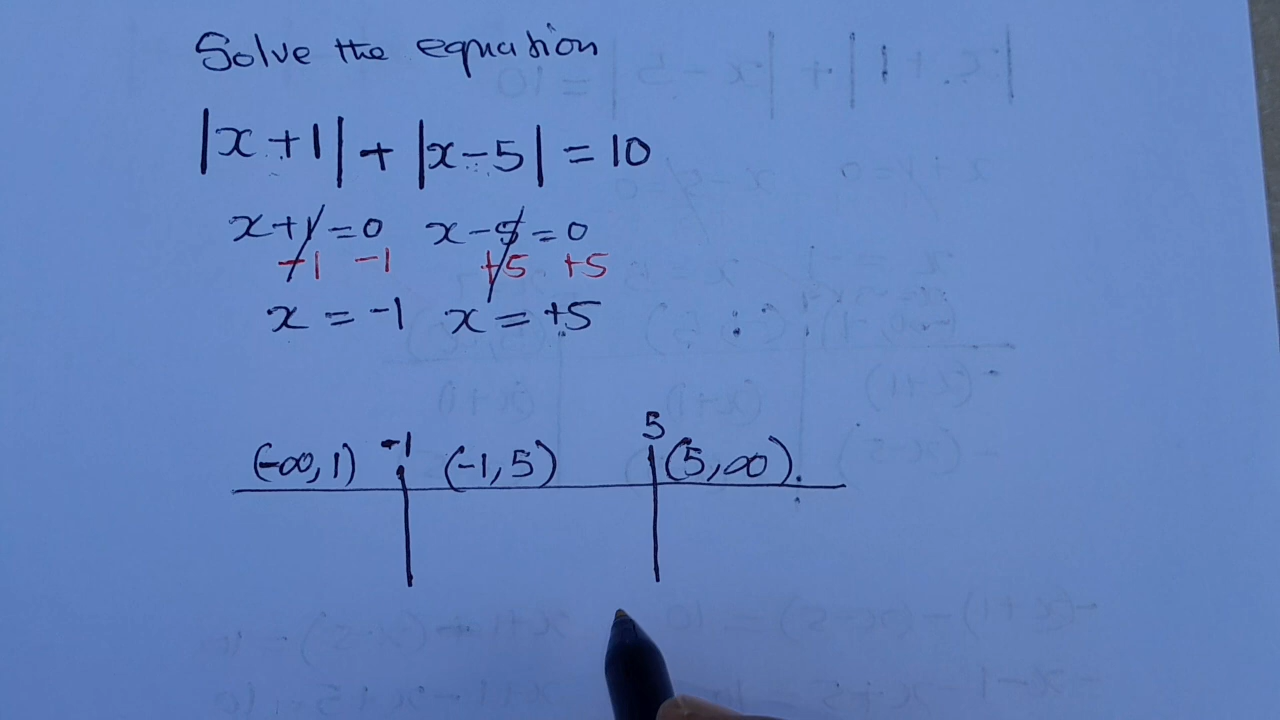 Solve the equation
|x+1| + |x-5| = 10
x+1=0 x-5=0
-1 -1 +5 +5
x = -1 x = +5
5
(-∞,1) -1 (-1,5) (5,∞).